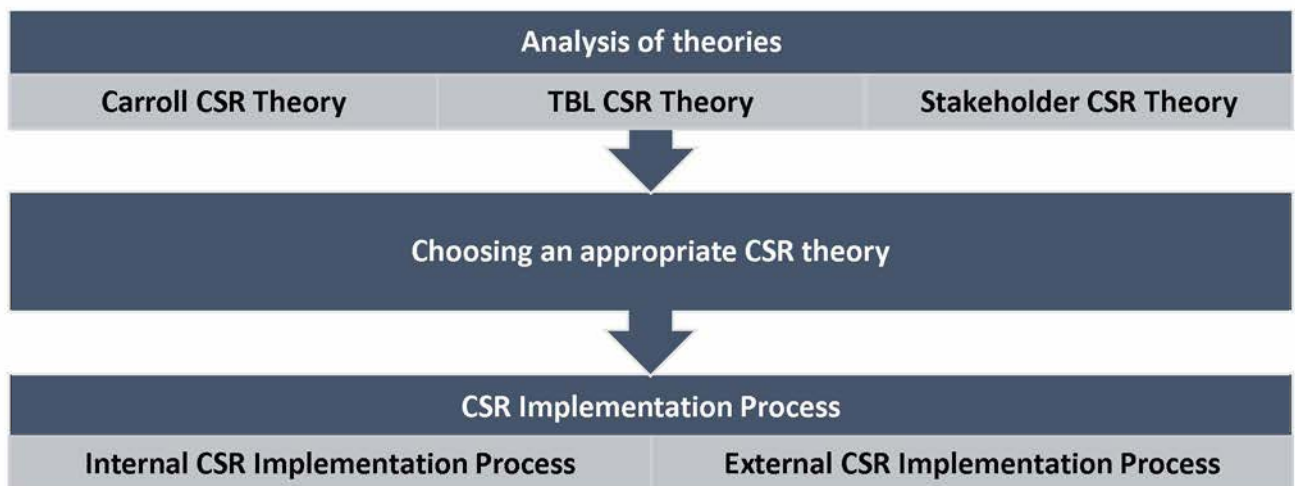 Analysis of theories
Carroll CSR Theory
TBL CSR Theory
Stakeholder CSR Theory
Choosing an appropriate CSR theory
CSR Implementation Process
Internal CSR Implementation Process
External CSR Implementation Process